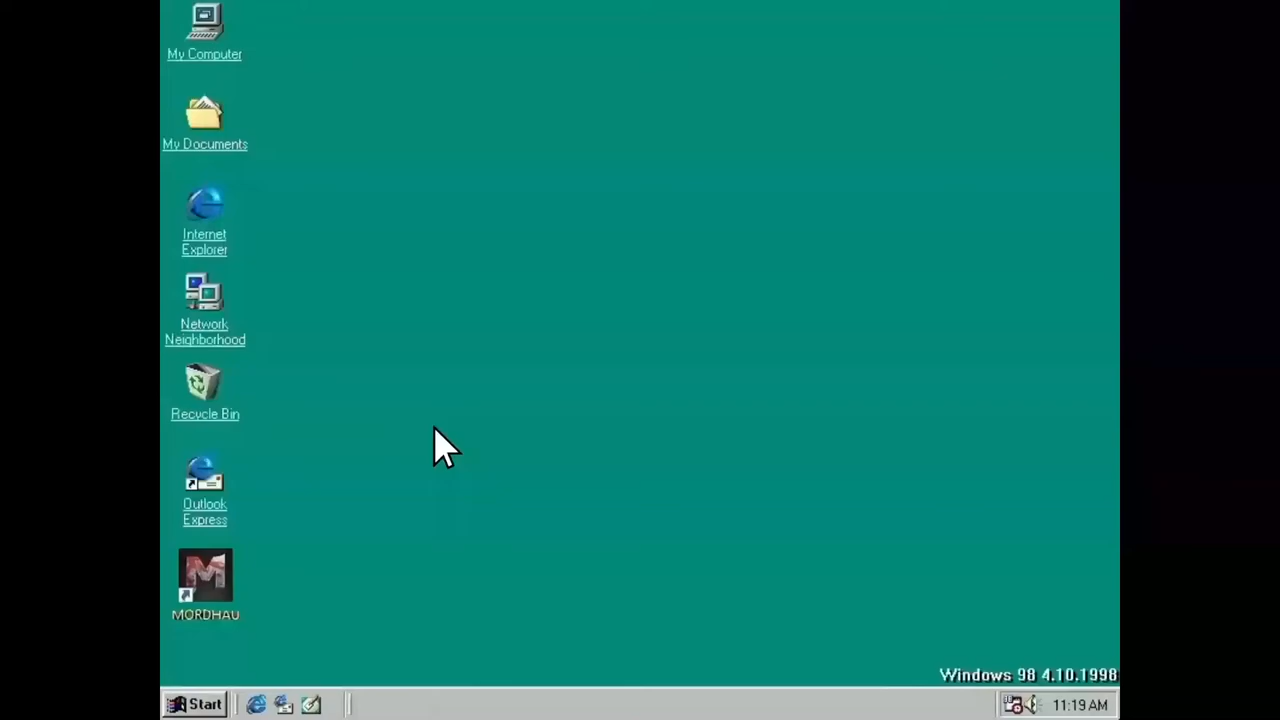 My Computer
My Documents
Internet
Explorer
Network
Neighborhood
Recycle Bin
Outlook
Express
M
MORDHAU
Windows 98 4.10.1998
Start
11:19 AM